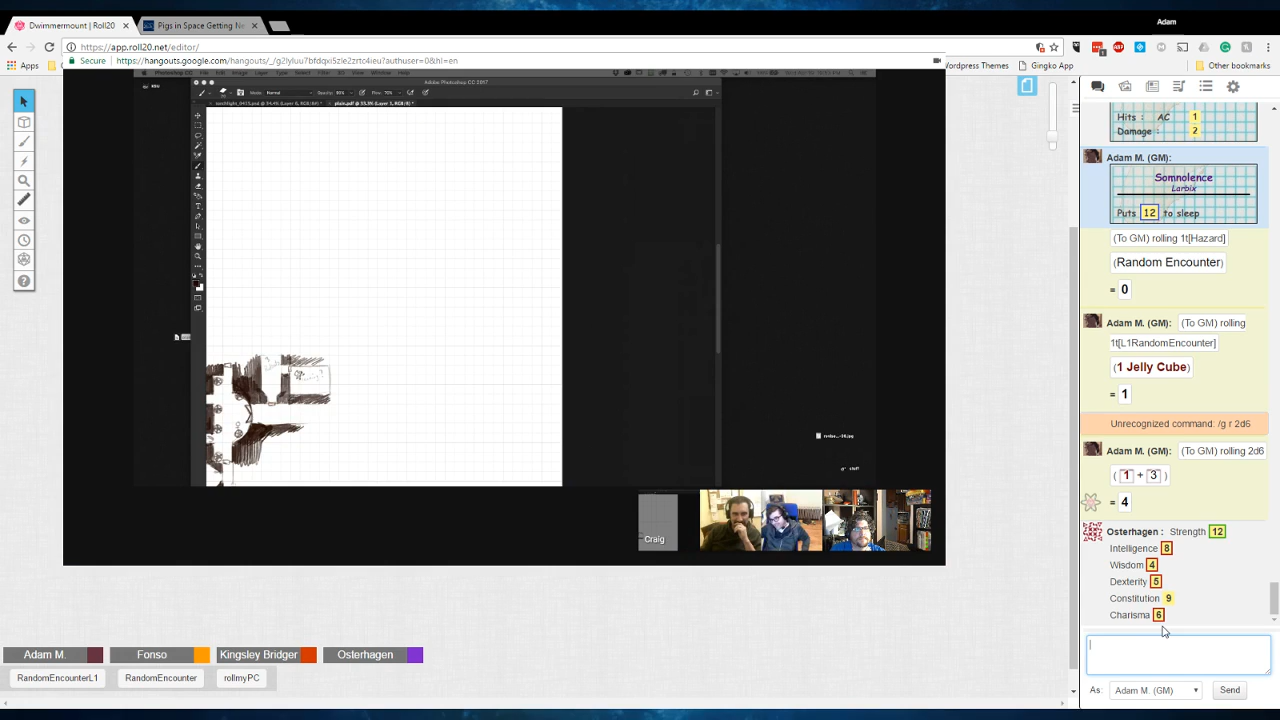 Adam
Dwimmermount | Roll20 ×
Pigs in Space Getting Ne ×
https://app.roll20.net/editor/
Secure
https://hangouts.google.com/hangouts/_/
Apps
Wordpress Themes
Gingko App
Other bookmarks
Adobe Photoshop CC 2017
Craig
Hits : AC 1
Damage : 2
Adam M. (GM):
Somnolence
Larbix
Puts 12 to sleep
(To GM) rolling 1t[Hazard]
(Random Encounter)
= 0
Adam M. (GM): (To GM) rolling
1t[L1RandomEncounter]
(1 Jelly Cube)
= 1
Unrecognized command: /g r 2d6
Adam M. (GM): (To GM) rolling 2d6
( 1 + 3 )
= 4
Osterhagen : Strength 12
Intelligence 8
Wisdom 4
Dexterity 5
Constitution 9
Charisma 6
Adam M.
Fonso
Kingsley Bridger
Osterhagen
RandomEncounterL1
RandomEncounter
rollmyPC
As: Adam M. (GM)
Send